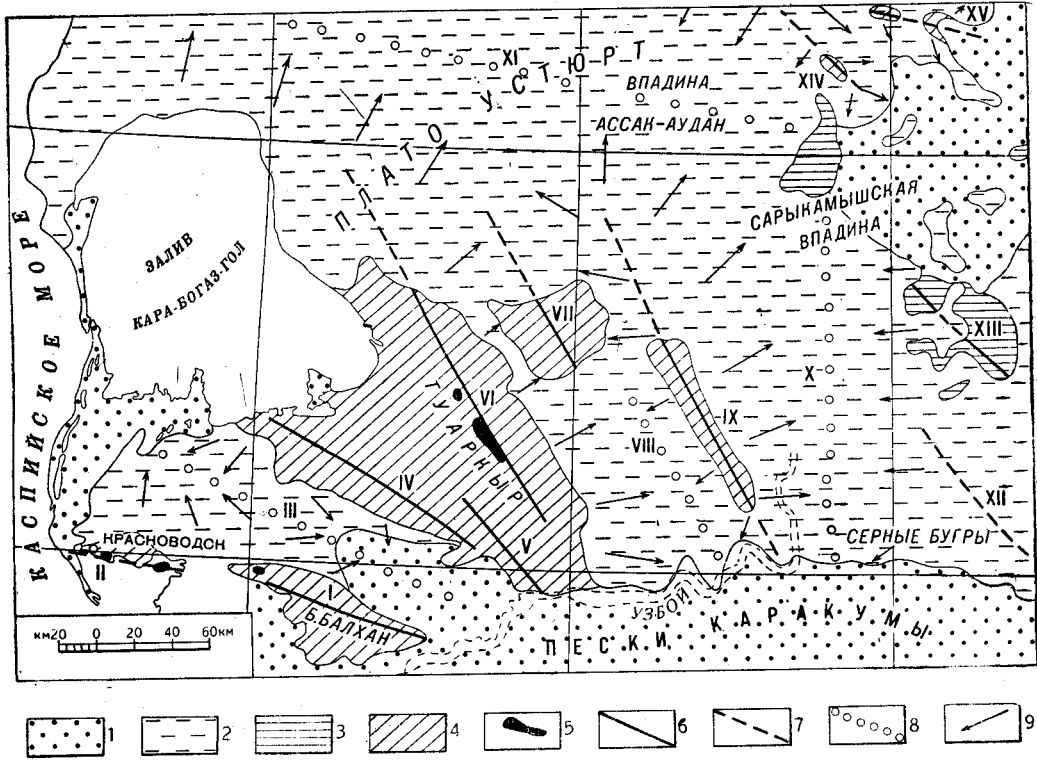 XI
XV
ПЛАТО УСТЮРТ
ВПАДИНА
АССАК-АУДАН
XIV
САРЫКАМЫШСКАЯ
ВПАДИНА
КАСПИЙСКОЕ МОРЕ
ЗАЛИВ
КАРА-БОГАЗ-ГОЛ
VII
XIII
VI
ТУАРКЫР
X
IX
VIII
IV
III
XII
V
КРАСНОВОДСК
СЕРНЫЕ БУГРЫ
II
I
Б.БАЛХАН
УЗБОЙ
ПЕСКИ КАРАКУМЫ
км20 0 20 40 60км
1 2 3 4 5 6 7 8 9